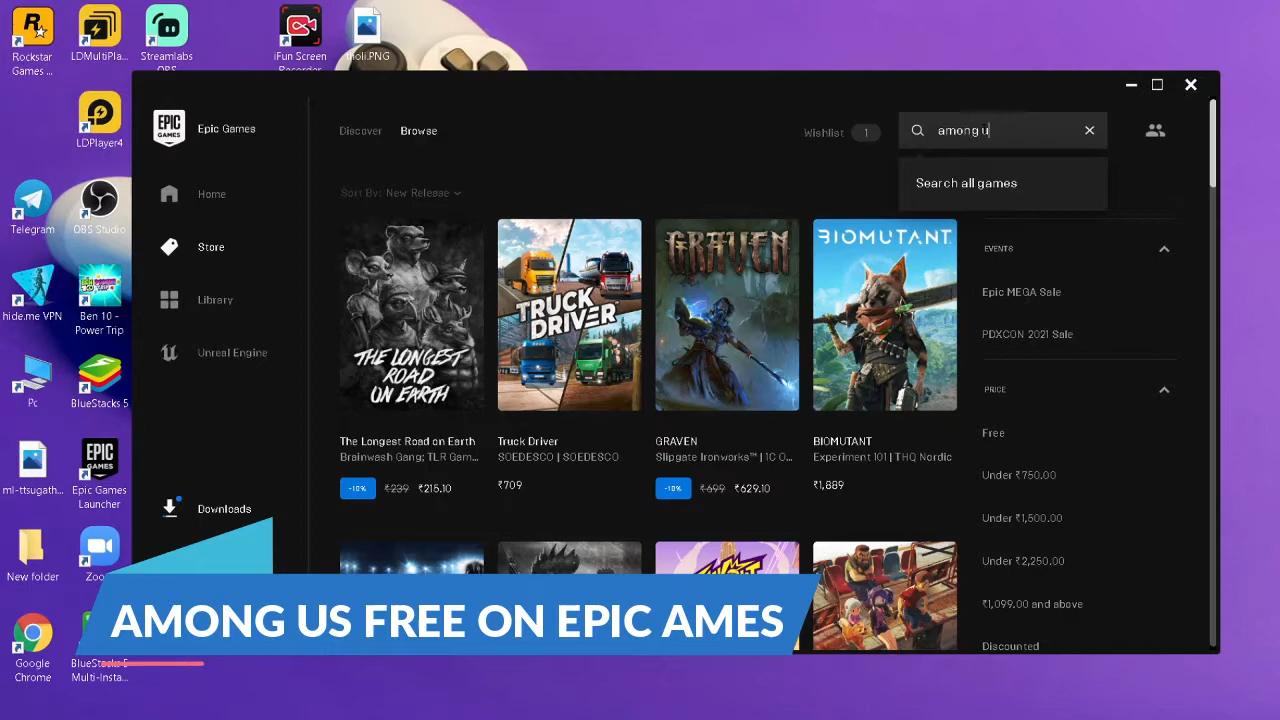 Rockstar
Games ...
LDMultiPla...
Streamlabs
OBS
iFun Screen
Recorder
moli.PNG
LDPlayer4
Telegram
OBS Studio
hide.me VPN
Ben 10 -
Power Trip
Pc
BlueStacks 5
ml-ttsugath...
Epic Games
Launcher
New folder
Zoo
Google
Chrome
BlueStacks 5
Multi-Insta...
EPIC
GAMES
Epic Games
Home
Store
Library
Unreal Engine
Downloads
Discover
Browse
Wishlist 1
among u
Search all games
Sort By: New Release
THE LONGEST
ROAD
ON EARTH
TRUCK
DRIVER
GRAVEN
BIOMUTANT
The Longest Road on Earth
Brainwash Gang; TLR Gam...
-10% ₹239 ₹215.10
Truck Driver
SOEDESCO | SOEDESCO
₹709
GRAVEN
Slipgate Ironworks™ | 1C O...
-10% ₹699 ₹629.10
BIOMUTANT
Experiment 101 | THQ Nordic
₹1,889
EVENTS
Epic MEGA Sale
PDXCON 2021 Sale
PRICE
Free
Under ₹750.00
Under ₹1,500.00
Under ₹2,250.00
₹1,099.00 and above
Discounted
AMONG US FREE ON EPIC AMES